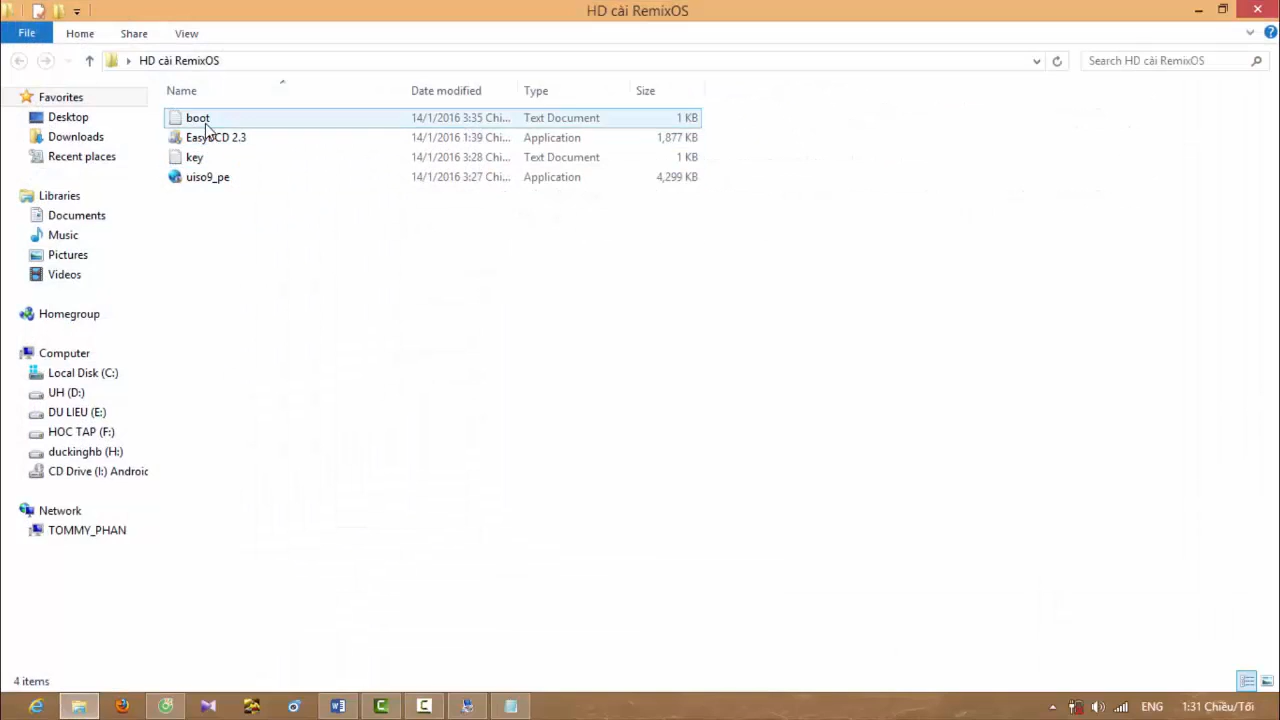 HD cài RemixOS
File Home Share View
HD cài RemixOS
Search HD cài RemixOS
Name Date modified Type Size
Favorites
Desktop
Downloads
Recent places
Libraries
Documents
Music
Pictures
Videos
Homegroup
Computer
Local Disk (C:)
UH (D:)
DU LIEU (E:)
HOC TAP (F:)
duckinghb (H:)
CD Drive (I:) Androic
Network
TOMMY_PHAN
boot 14/1/2016 3:35 Chi... Text Document 1 KB
EasyBCD 2.3 14/1/2016 1:39 Chi... Application 1,877 KB
key 14/1/2016 3:28 Chi... Text Document 1 KB
uiso9_pe 14/1/2016 3:27 Chi... Application 4,299 KB
4 items
ENG 1:31 Chiều/Tối